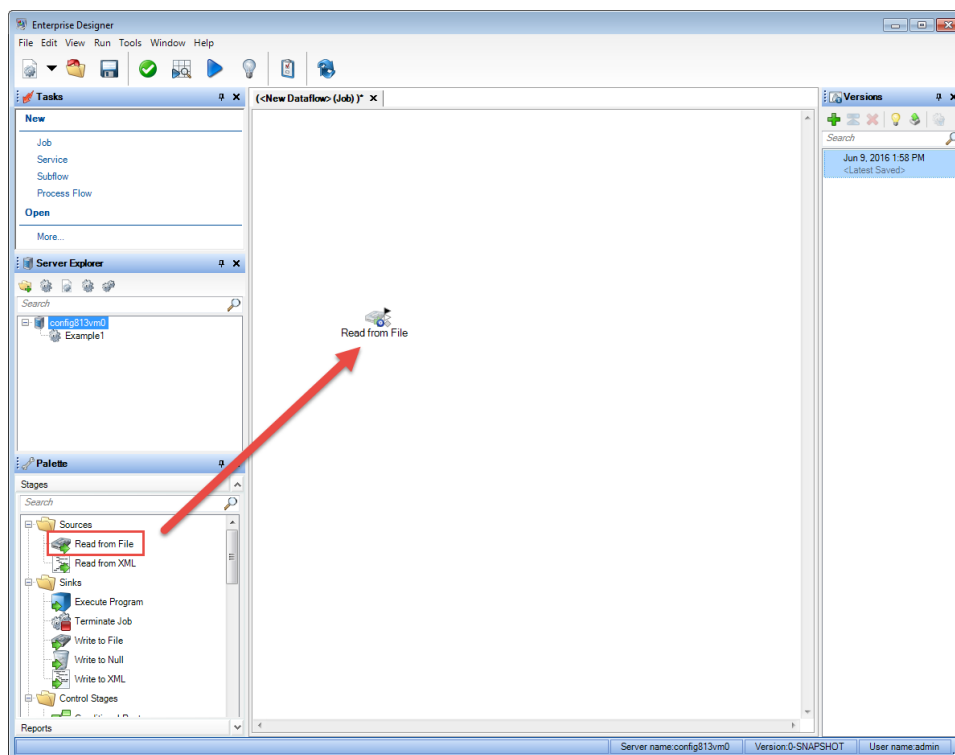 Enterprise Designer
File Edit View Run Tools Window Help
Tasks
New
Job
Service
Subflow
Process Flow
Open
More...
Server Explorer
Search
config813vm0
Example1
Palette
Stages
Search
Sources
Read from File
Read from XML
Sinks
Execute Program
Terminate Job
Write to File
Write to Null
Write to XML
Control Stages
Reports
(<New Dataflow> (Job) )*
Read from File
Versions
Search
Jun 9, 2016 1:58 PM
<Latest Saved>
Server name:config813vm0 Version:0-SNAPSHOT User name:admin